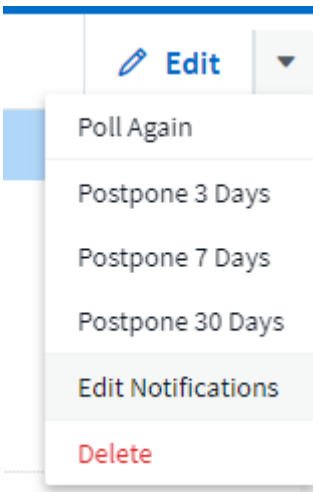 Edit
Poll Again
Postpone 3 Days
Postpone 7 Days
Postpone 30 Days
Edit Notifications
Delete